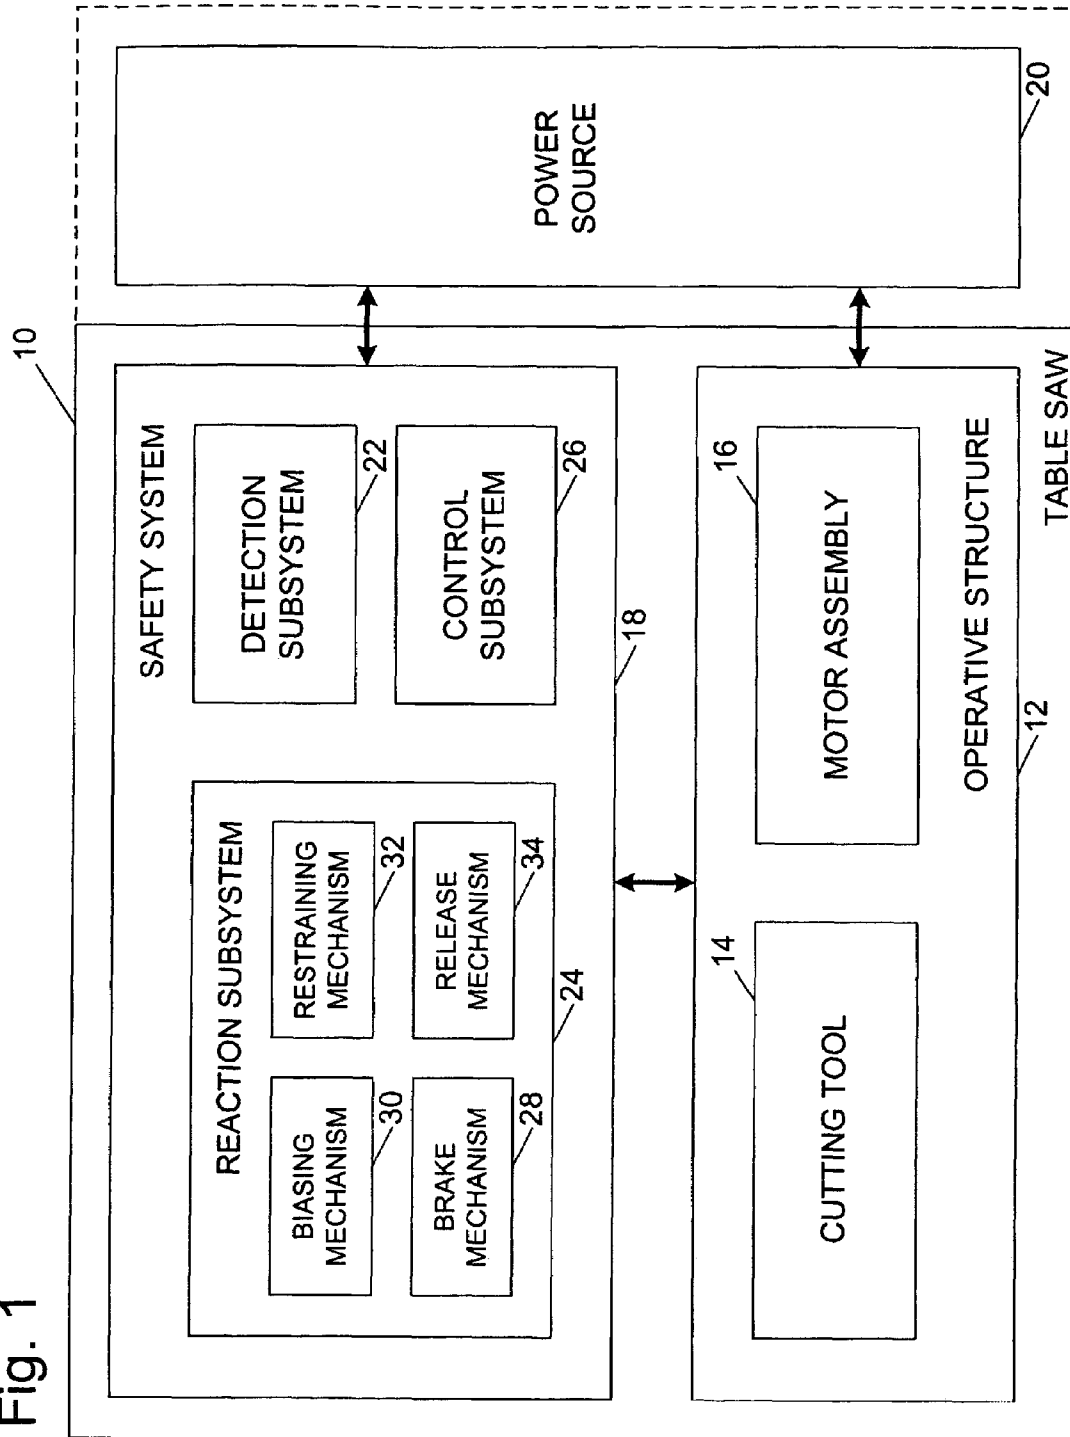 Fig. 1
10
SAFETY SYSTEM
REACTION SUBSYSTEM
BIASING
MECHANISM
30
RESTRAINING
MECHANISM
32
BRAKE
MECHANISM
28
RELEASE
MECHANISM
34
24
DETECTION
SUBSYSTEM
22
CONTROL
SUBSYSTEM
26
18
14
CUTTING TOOL
16
MOTOR ASSEMBLY
OPERATIVE STRUCTURE
12
TABLE SAW
POWER
SOURCE
20